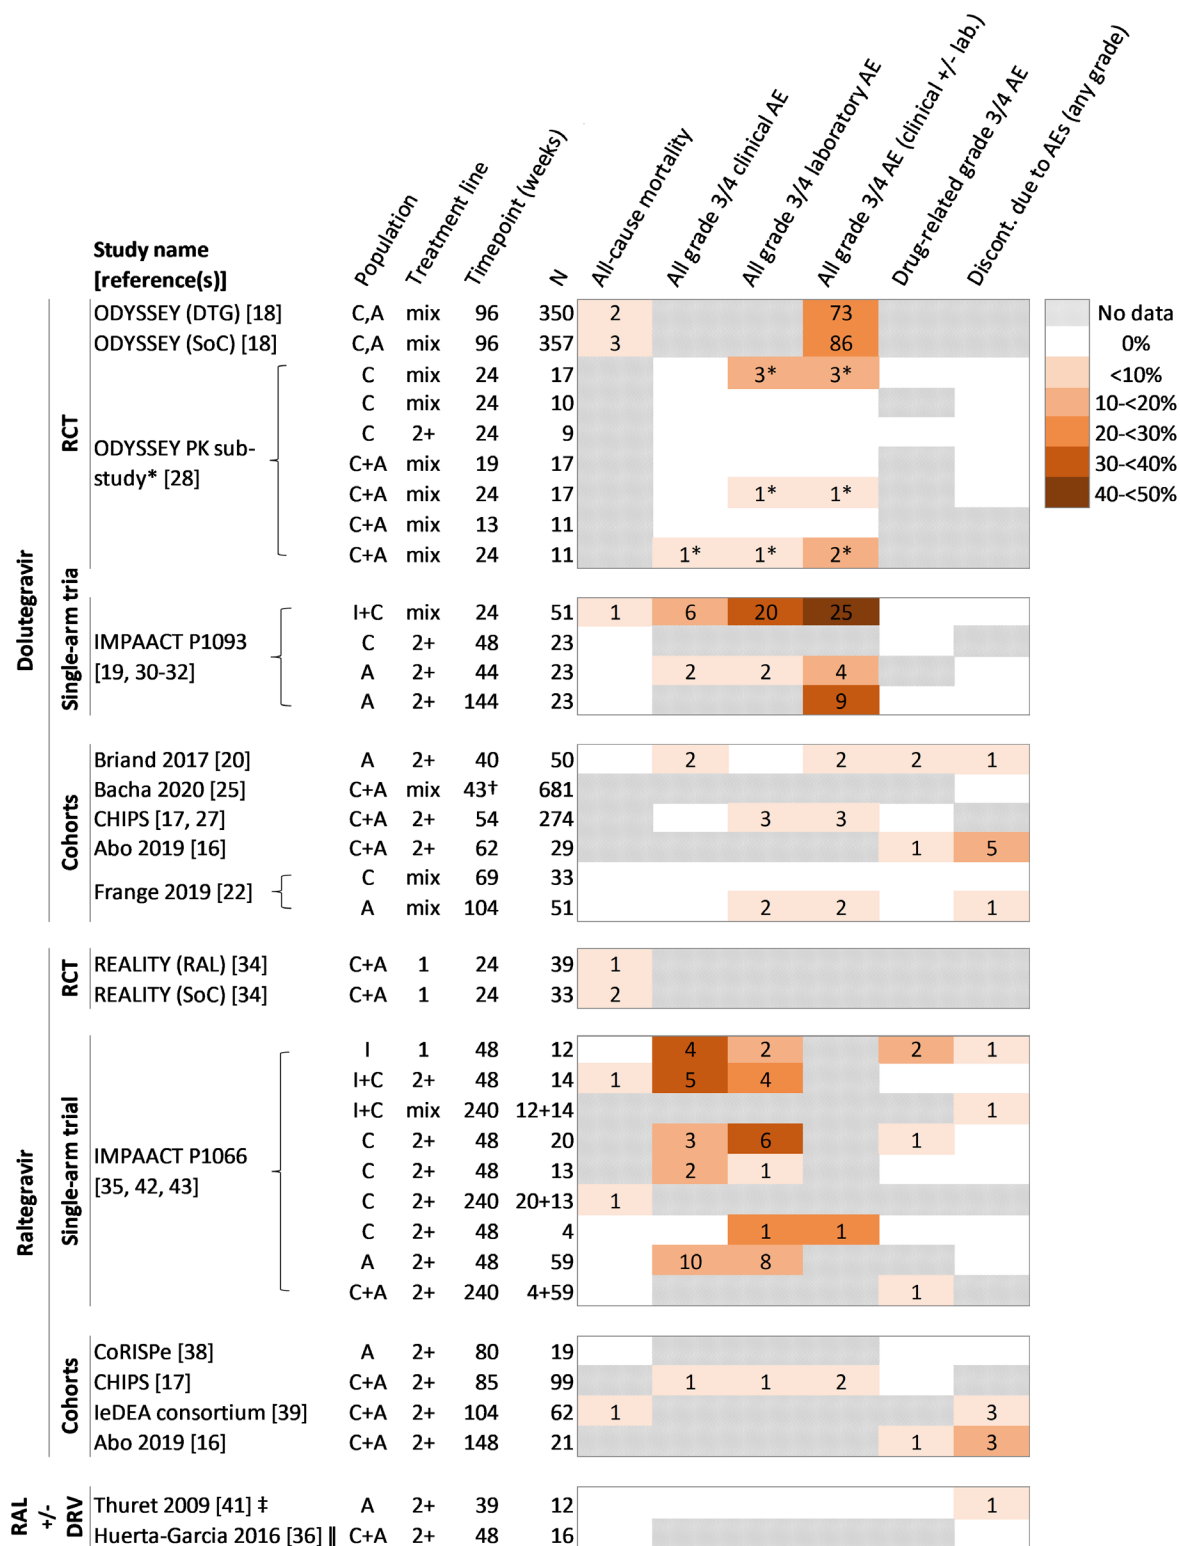 All-cause mortality
All grade 3/4 clinical AE
All grade 3/4 laboratory AE
All grade 3/4 AE (clinical +/- lab.)
Drug-related grade 3/4 AE
Discont. due to AEs (any grade)
Study name
[reference(s)]
Population
Treatment line
Timepoint (weeks)
N
No data
0%
<10%
10-<20%
20-<30%
30-<40%
40-<50%
Dolutegravir
RCT
ODYSSEY (DTG) [18] C,A mix 96 350 2 73
ODYSSEY (SoC) [18] C,A mix 96 357 3 86
ODYSSEY PK sub-
study* [28]
C mix 24 17 3* 3*
C mix 24 10
C 2+ 24 9
C+A mix 19 17
C+A mix 24 17 1* 1*
C+A mix 13 11
C+A mix 24 11 1* 1* 2*
Single-arm tria
IMPAACT P1093
[19, 30-32]
I+C mix 24 51 1 6 20 25
C 2+ 48 23
A 2+ 44 23 2 2 4
A 2+ 144 23 9
Cohorts
Briand 2017 [20] A 2+ 40 50 2 2 2 1
Bacha 2020 [25] C+A mix 43† 681
CHIPS [17, 27] C+A 2+ 54 274 3 3
Abo 2019 [16] C+A 2+ 62 29 1 5
Frange 2019 [22]
C mix 69 33
A mix 104 51 2 2 1
Raltegravir
RCT
REALITY (RAL) [34] C+A 1 24 39 1
REALITY (SoC) [34] C+A 1 24 33 2
Single-arm trial
IMPAACT P1066
[35, 42, 43]
I 1 48 12 4 2 2 1
I+C 2+ 48 14 1 5 4
I+C mix 240 12+14 1
C 2+ 48 20 3 6 1
C 2+ 48 13 2 1
C 2+ 240 20+13 1
C 2+ 48 4 1 1
A 2+ 48 59 10 8
C+A 2+ 240 4+59 1
Cohorts
CoRISPe [38] A 2+ 80 19
CHIPS [17] C+A 2+ 85 99 1 1 2
IeDEA consortium [39] C+A 2+ 104 62 1 3
Abo 2019 [16] C+A 2+ 148 21 1 3
RAL
+/-
DRV
Thuret 2009 [41] ‡ A 2+ 39 12 1
Huerta-Garcia 2016 [36] ‖ C+A 2+ 48 16